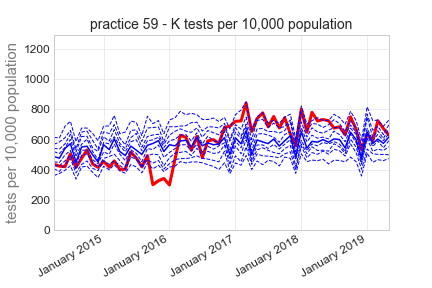 practice 59 - K tests per 10,000 population
tests per 10,000 population
1200
1000
800
600
400
200
0
January 2015
January 2016
January 2017
January 2018
January 2019